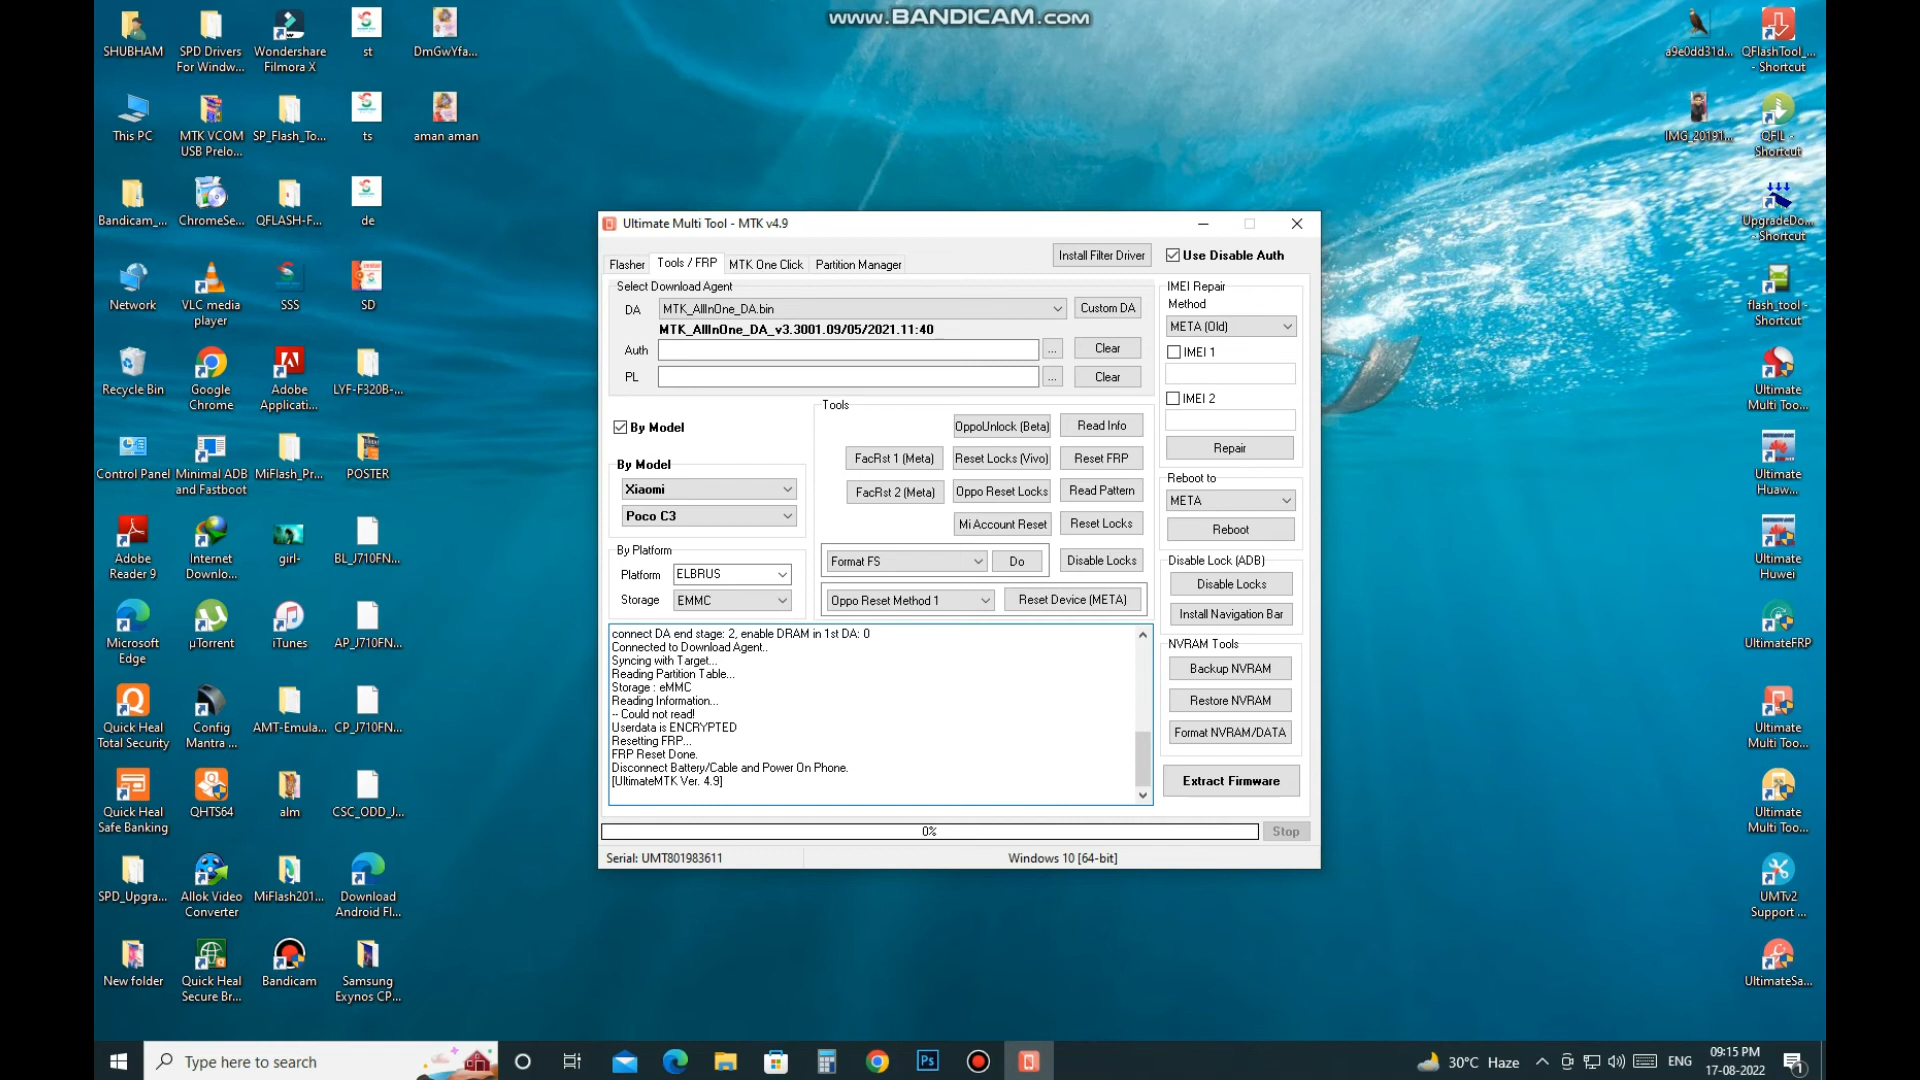 www.BANDICAM.com
SHUBHAM
SPD Drivers
For Windw...
Wondershare
Filmora X
st
DmGwYfa...
This PC
MTK VCOM
USB Prelo...
SP_Flash_To...
ts
aman aman
Bandicam_...
ChromeSe...
QFLASH-F...
de
Network
VLC media
player
SSS
SD
Recycle Bin
Google
Chrome
Adobe
Applicati...
LYF-F320B-...
Control Panel
Minimal ADB
and Fastboot
MiFlash_Pr...
POSTER
Adobe
Reader 9
Internet
Downlo...
girl-
BL_J710FN...
Microsoft
Edge
µTorrent
iTunes
AP_J710FN...
Quick Heal
Total Security
Config
Mantra ...
AMT-Emula...
CP_J710FN...
Quick Heal
Safe Banking
QHTS64
alm
CSC_ODD_J...
SPD_Upgra...
Allok Video
Converter
MiFlash201...
Download
Android Fl...
New folder
Quick Heal
Secure Br...
Bandicam
Samsung
Exynos CP...
Ultimate Multi Tool - MTK v4.9
Flasher
Tools / FRP
MTK One Click
Partition Manager
Install Filter Driver
Use Disable Auth
Select Download Agent
DA
MTK_AllInOne_DA.bin
Custom DA
MTK_AllInOne_DA_v3.3001.09/05/2021.11:40
Auth
...
Clear
PL
...
Clear
By Model
By Model
Xiaomi
Poco C3
By Platform
Platform
ELBRUS
Storage
EMMC
Tools
OppoUnlock (Beta)
Read Info
FacRst 1 (Meta)
Reset Locks (Vivo)
Reset FRP
FacRst 2 (Meta)
Oppo Reset Locks
Read Pattern
Mi Account Reset
Reset Locks
Format FS
Do
Disable Locks
Oppo Reset Method 1
Reset Device (META)
IMEI Repair
Method
META (Old)
IMEI 1
IMEI 2
Repair
Reboot to
META
Reboot
Disable Lock (ADB)
Disable Locks
Install Navigation Bar
NVRAM Tools
Backup NVRAM
Restore NVRAM
Format NVRAM/DATA
Extract Firmware
connect DA end stage: 2, enable DRAM in 1st DA: 0
Connected to Download Agent..
Syncing with Target...
Reading Partition Table...
Storage : eMMC
Reading Information...
-- Could not read!
Userdata is ENCRYPTED
Resetting FRP...
FRP Reset Done.
Disconnect Battery/Cable and Power On Phone.
[UltimateMTK Ver. 4.9]
0%
Stop
Serial: UMT801983611
Windows 10 [64-bit]
a9e0dd31d...
QFlashTool_...
- Shortcut
IMG_20191...
QFIL -
Shortcut
UpgradeDo...
- Shortcut
flash_tool -
Shortcut
Ultimate
Multi Too...
Ultimate
Huaw...
Ultimate
Huwei
UltimateFRP
Ultimate
Multi Too...
Ultimate
Multi Too...
UMTv2
Support ...
UltimateSa...
Type here to search
Ps
30°C Haze
ENG
09:15 PM
17-08-2022
1